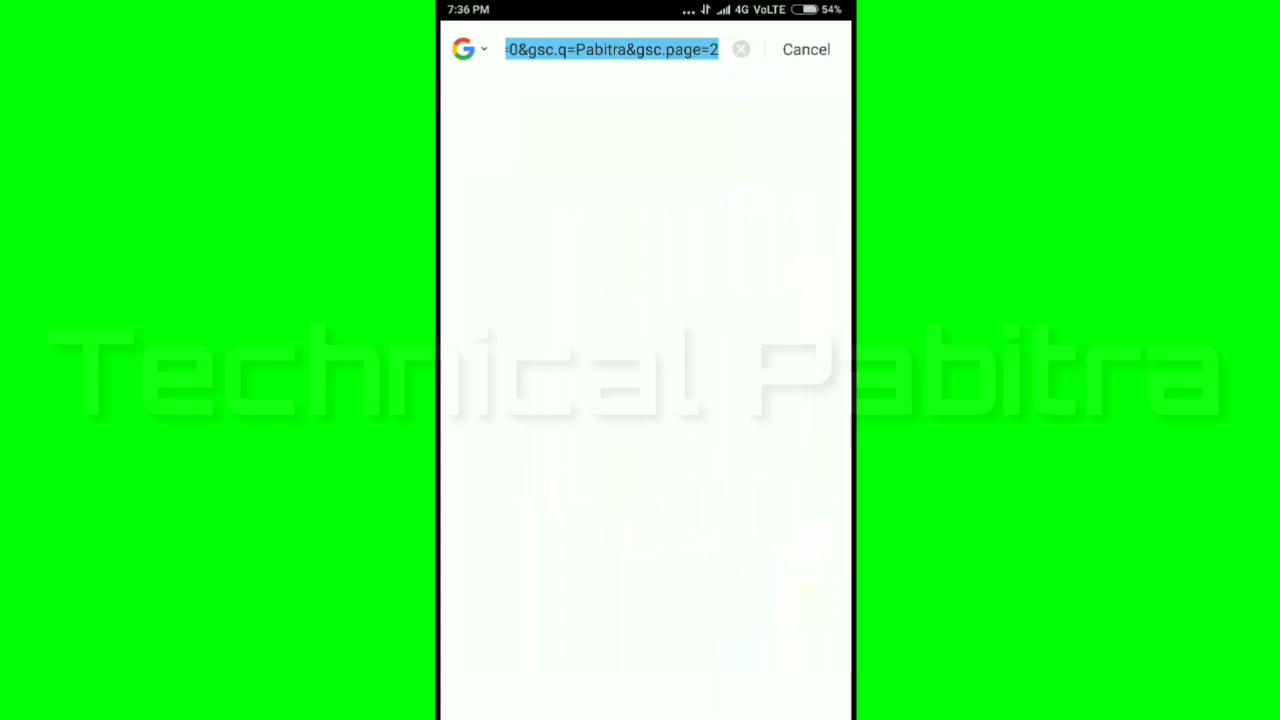 7:36 PM ... 4G VoLTE 54%
=0&gsc.q=Pabitra&gsc.page=2 Cancel
Technical Pabitra